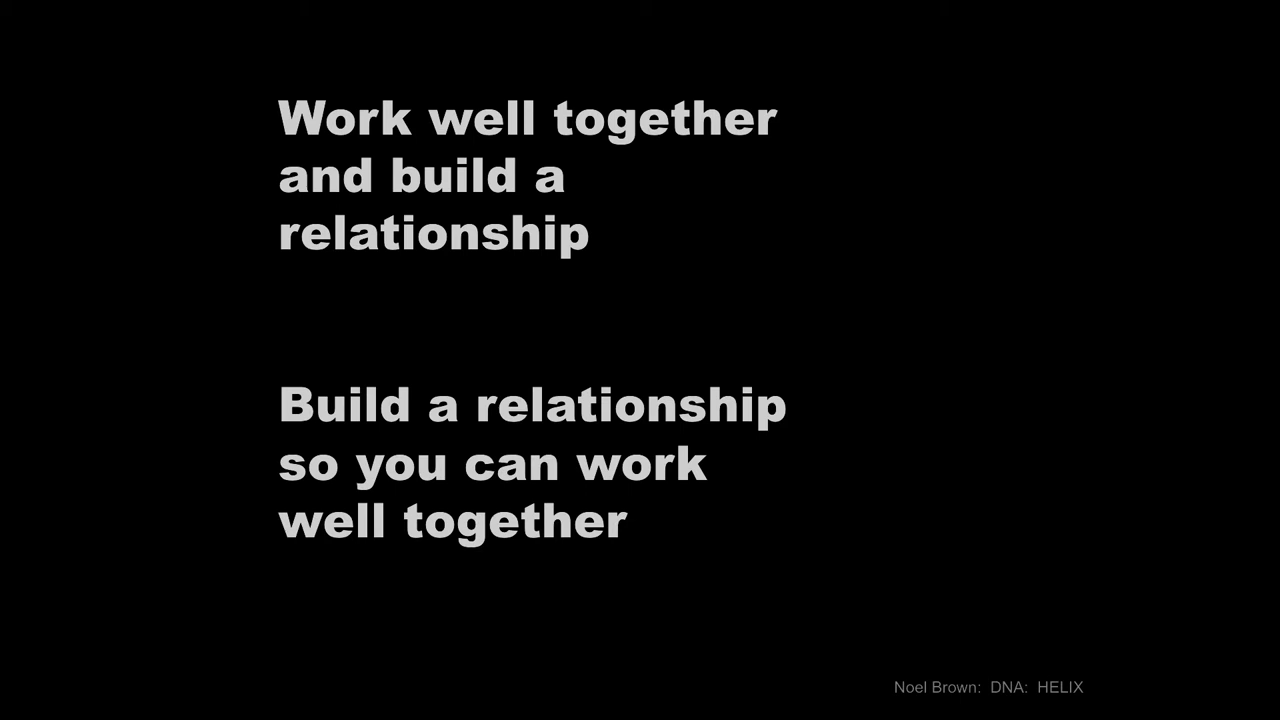 Work well together
and build a
relationship
Build a relationship
so you can work
well together
Noel Brown: DNA: HELIX